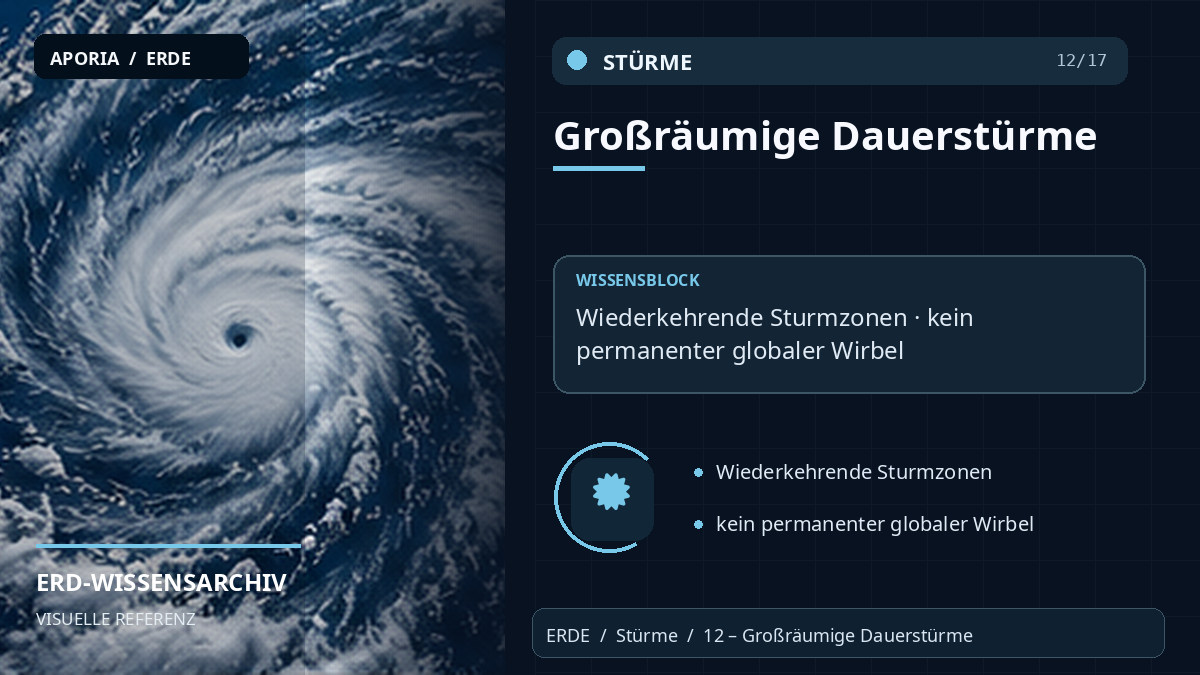 APORIA / ERDE
ERD-WISSENSARCHIV
VISUELLE REFERENZ
STÜRME
12/17
Großräumige Dauerstürme
WISSENSBLOCK
Wiederkehrende Sturmzonen · kein
permanenter globaler Wirbel
Wiederkehrende Sturmzonen
kein permanenter globaler Wirbel
ERDE / Stürme / 12 – Großräumige Dauerstürme